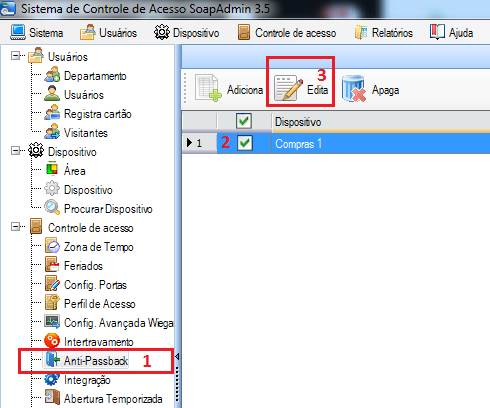 Sistema de Controle de Acesso SoapAdmin 3.5
Sistema Usuários Dispositivo Controle de acesso Relatórios Ajuda
Usuários
Departamento
Usuários
Registra cartão
Visitantes
Dispositivo
Área
Dispositivo
Procurar Dispositivo
Controle de acesso
Zona de Tempo
Feriados
Config. Portas
Perfil de Acesso
Config. Avançada Wiega
Intertravamento
Anti-Passback 1
Integração
Abertura Temporizada
3
Adiciona Edita Apaga
Dispositivo
1 2 Compras 1